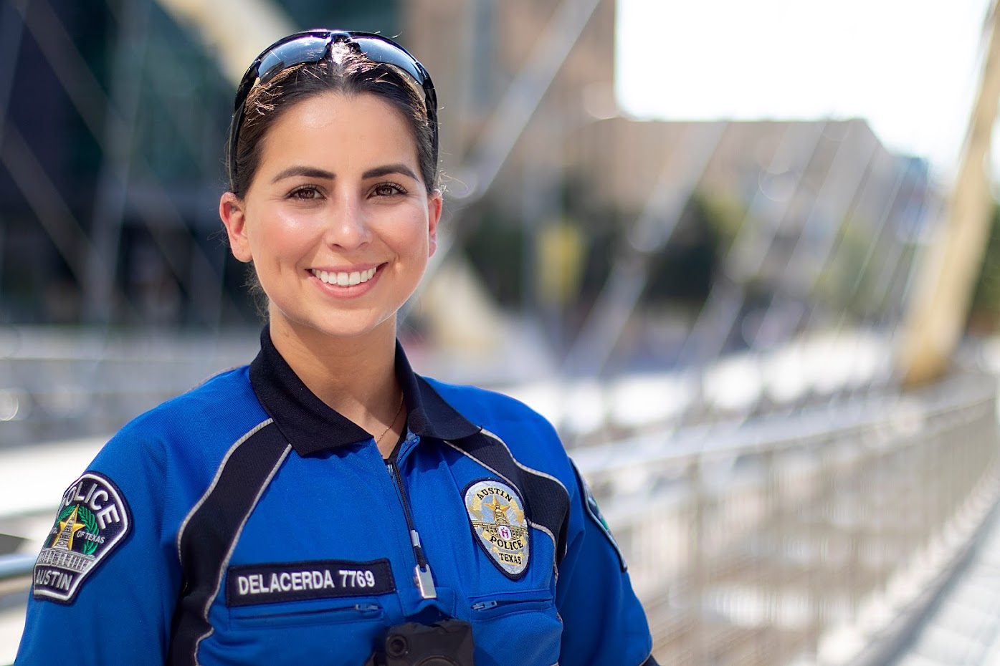 POLICE
OF TEXAS
AUSTIN
DELACERDA 7769
AUSTIN
POLICE
TEXAS